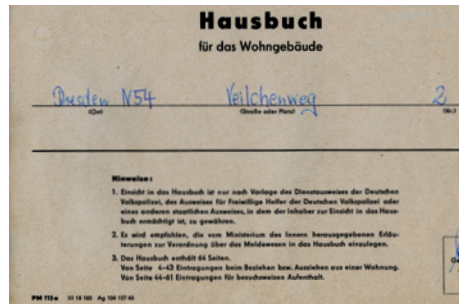 Hausbuch
für das Wohngebäude
Dresden N54 Veilchenweg 2
(Ort) (Straße oder Platz) (Nr.)
Hinweise:
1. Einsicht in das Hausbuch ist nur nach Vorlage des Dienstausweises der Deutschen
Volkspolizei, des Ausweises für Freiwillige Helfer der Deutschen Volkspolizei oder
eines anderen staatlichen Ausweises, in dem der Inhaber zur Einsicht in das Haus-
buch ermächtigt ist, zu gewähren.
2. Es wird empfohlen, die vom Ministerium des Innern herausgegebenen Erläu-
terungen zur Verordnung über das Meldewesen in das Hausbuch einzulegen.
3. Das Hausbuch enthält 64 Seiten.
Von Seite 4–43 Eintragungen beim Beziehen bzw. Ausziehen aus einer Wohnung.
Von Seite 44–61 Eintragungen für besuchsweisen Aufenthalt.
PM 112a